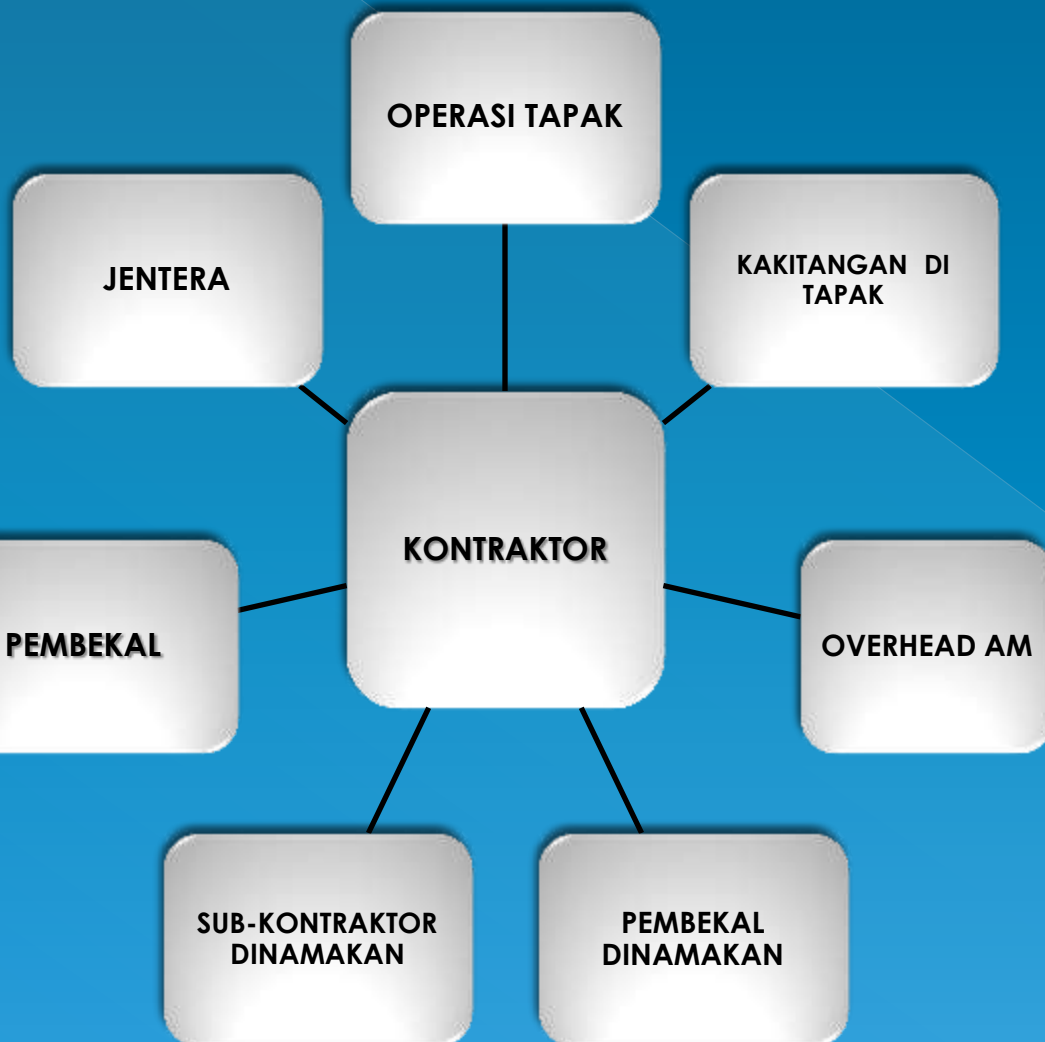 OPERASI TAPAK
JENTERA
KAKITANGAN DI
TAPAK
KONTRAKTOR
PEMBEKAL
OVERHEAD AM
SUB-KONTRAKTOR
DINAMAKAN
PEMBEKAL
DINAMAKAN